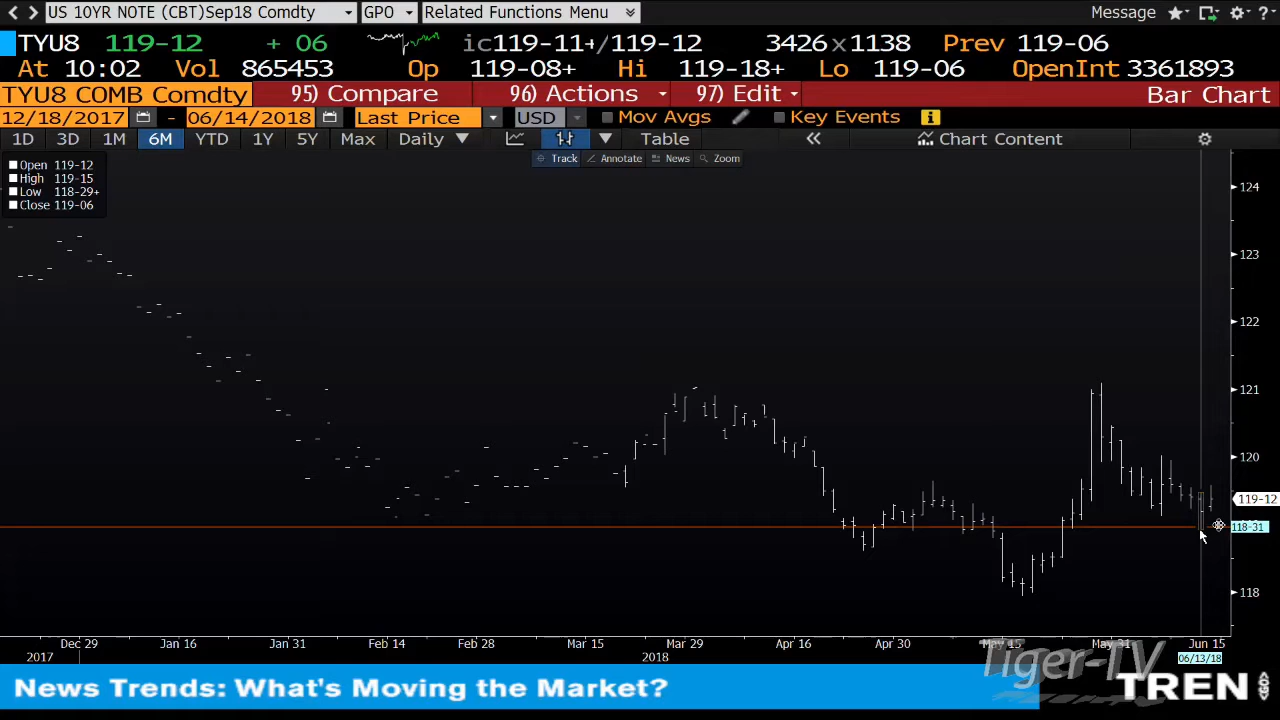 US 10YR NOTE (CBT)Sep18 Comdty GPO Related Functions Menu Message ?
TYU8 119-12 + 06 ic119-11+/119-12 3426x1138 Prev 119-06
At 10:02 Vol 865453 Op 119-08+ Hi 119-18+ Lo 119-06 OpenInt 3361893
TYU8 COMB Comdty 95) Compare 96) Actions 97) Edit Bar Chart
12/18/2017 - 06/14/2018 Last Price USD Mov Avgs Key Events i
1D 3D 1M 6M YTD 1Y 5Y Max Daily Table « Chart Content
Track Annotate News Zoom
Open 119-12
High 119-15
Low 118-29+
Close 119-06
124
123
122
121
120
119-12
118-31
118
Dec 29 Jan 16 Jan 31 Feb 14 Feb 28 Mar 15 Mar 29 Apr 16 Apr 30 May 15 May 31 Jun 15
2017 2018 06/13/18
Tiger-TV
News Trends: What's Moving the Market? TREN